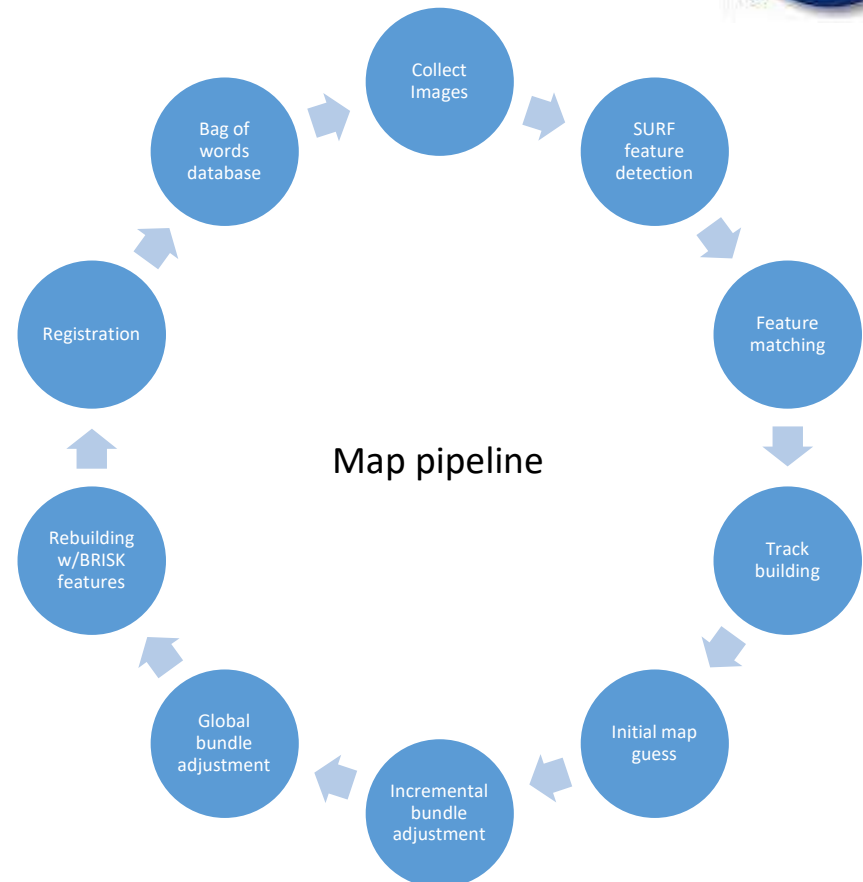 Collect
Images
SURF
feature
detection
Feature
matching
Track
building
Initial map
guess
Incremental
bundle
adjustment
Global
bundle
adjustment
Rebuilding
w/BRISK
features
Registration
Bag of
words
database
Map pipeline